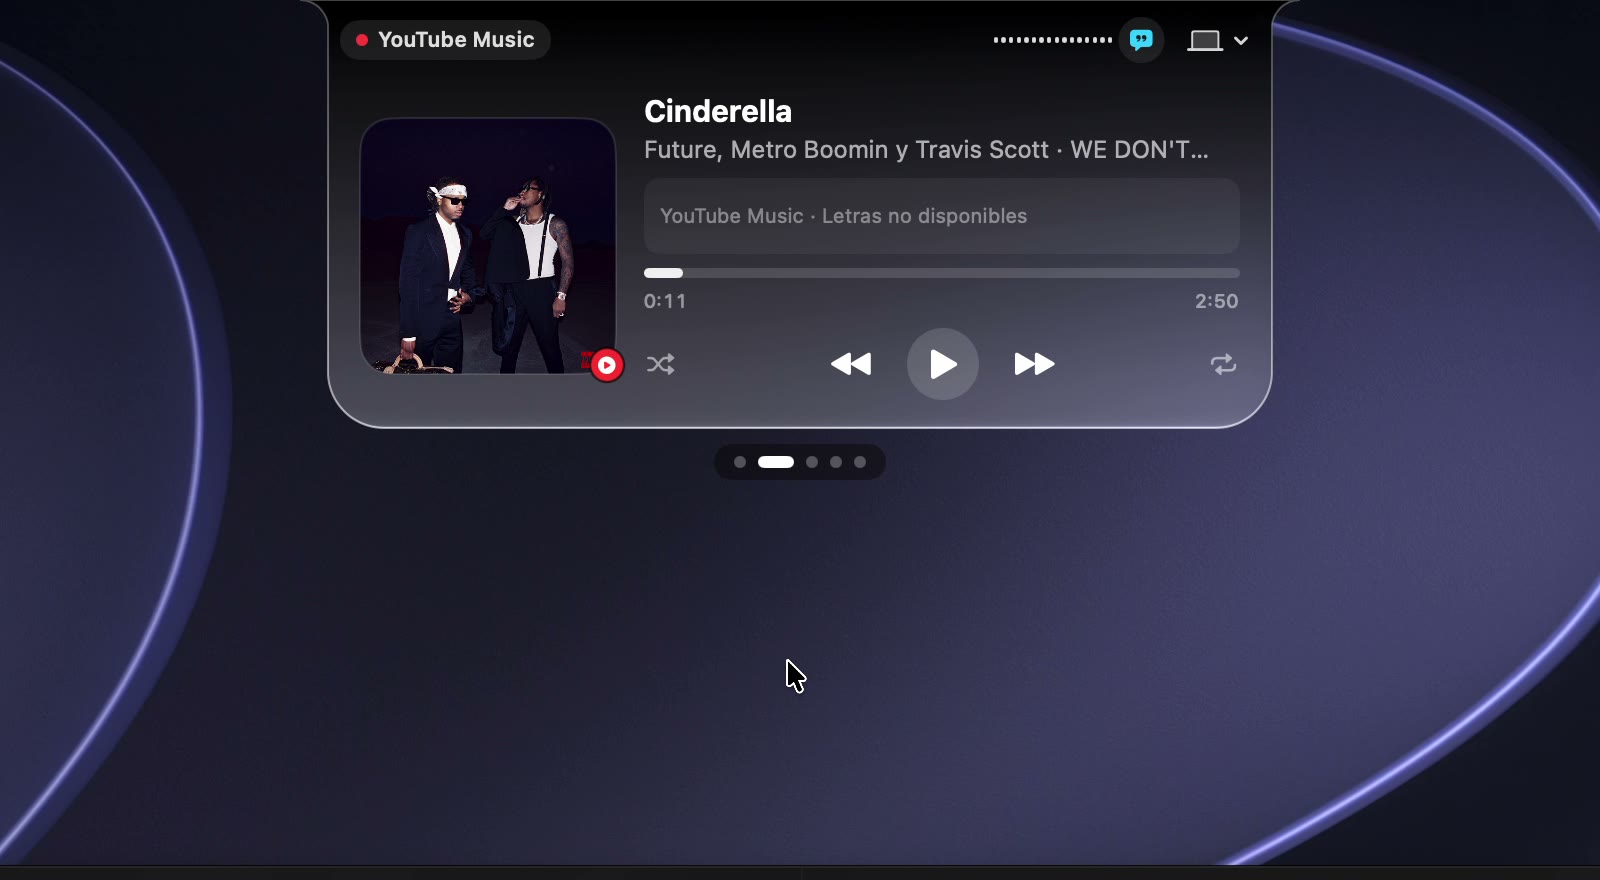 YouTube Music
Cinderella
Future, Metro Boomin y Travis Scott · WE DON'T...
YouTube Music · Letras no disponibles
0:11
2:50